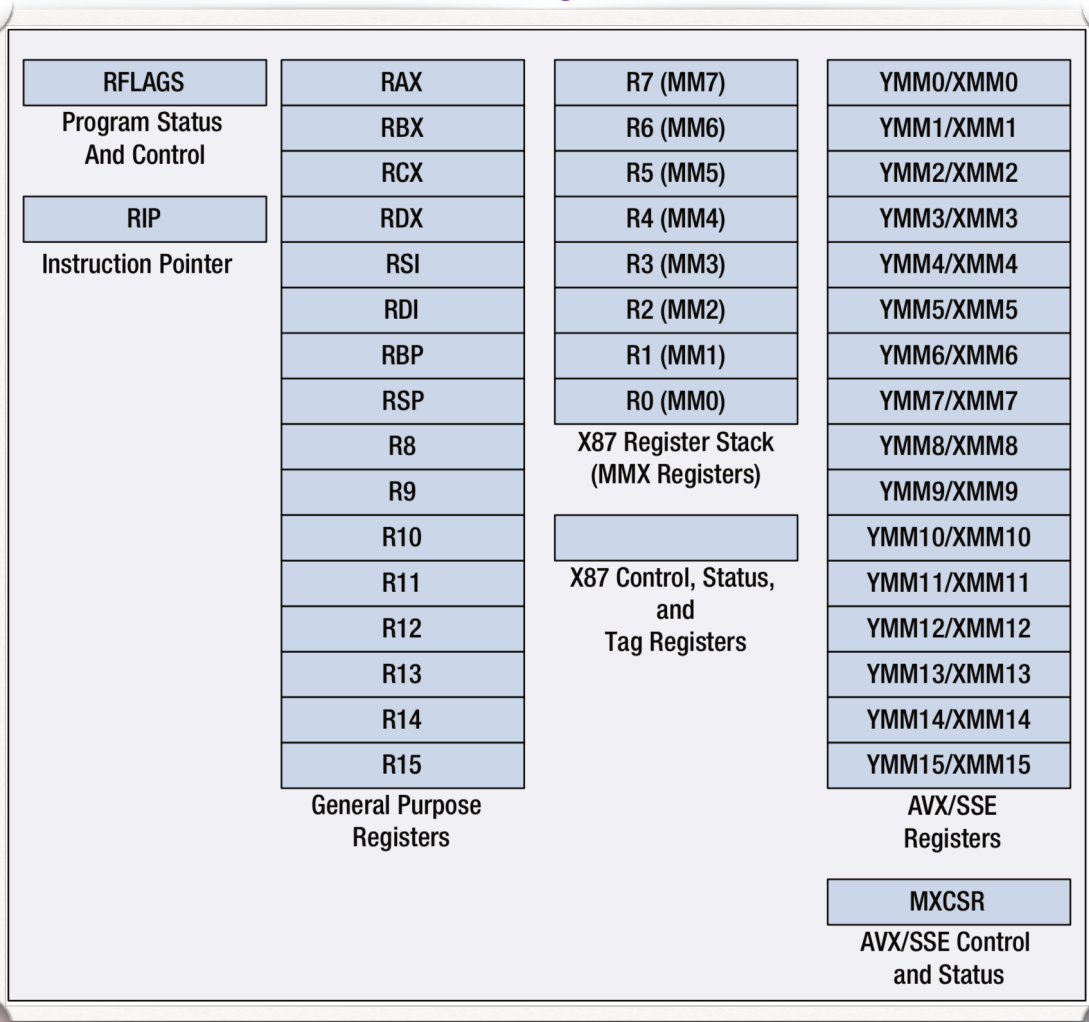 RFLAGS
Program Status
And Control
RIP
Instruction Pointer
RAX
RBX
RCX
RDX
RSI
RDI
RBP
RSP
R8
R9
R10
R11
R12
R13
R14
R15
General Purpose
Registers
R7 (MM7)
R6 (MM6)
R5 (MM5)
R4 (MM4)
R3 (MM3)
R2 (MM2)
R1 (MM1)
R0 (MM0)
X87 Register Stack
(MMX Registers)
X87 Control, Status,
and
Tag Registers
YMM0/XMM0
YMM1/XMM1
YMM2/XMM2
YMM3/XMM3
YMM4/XMM4
YMM5/XMM5
YMM6/XMM6
YMM7/XMM7
YMM8/XMM8
YMM9/XMM9
YMM10/XMM10
YMM11/XMM11
YMM12/XMM12
YMM13/XMM13
YMM14/XMM14
YMM15/XMM15
AVX/SSE
Registers
MXCSR
AVX/SSE Control
and Status